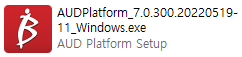 AUDPlatform_7.0.300.20220519-
11_Windows.exe
AUD Platform Setup